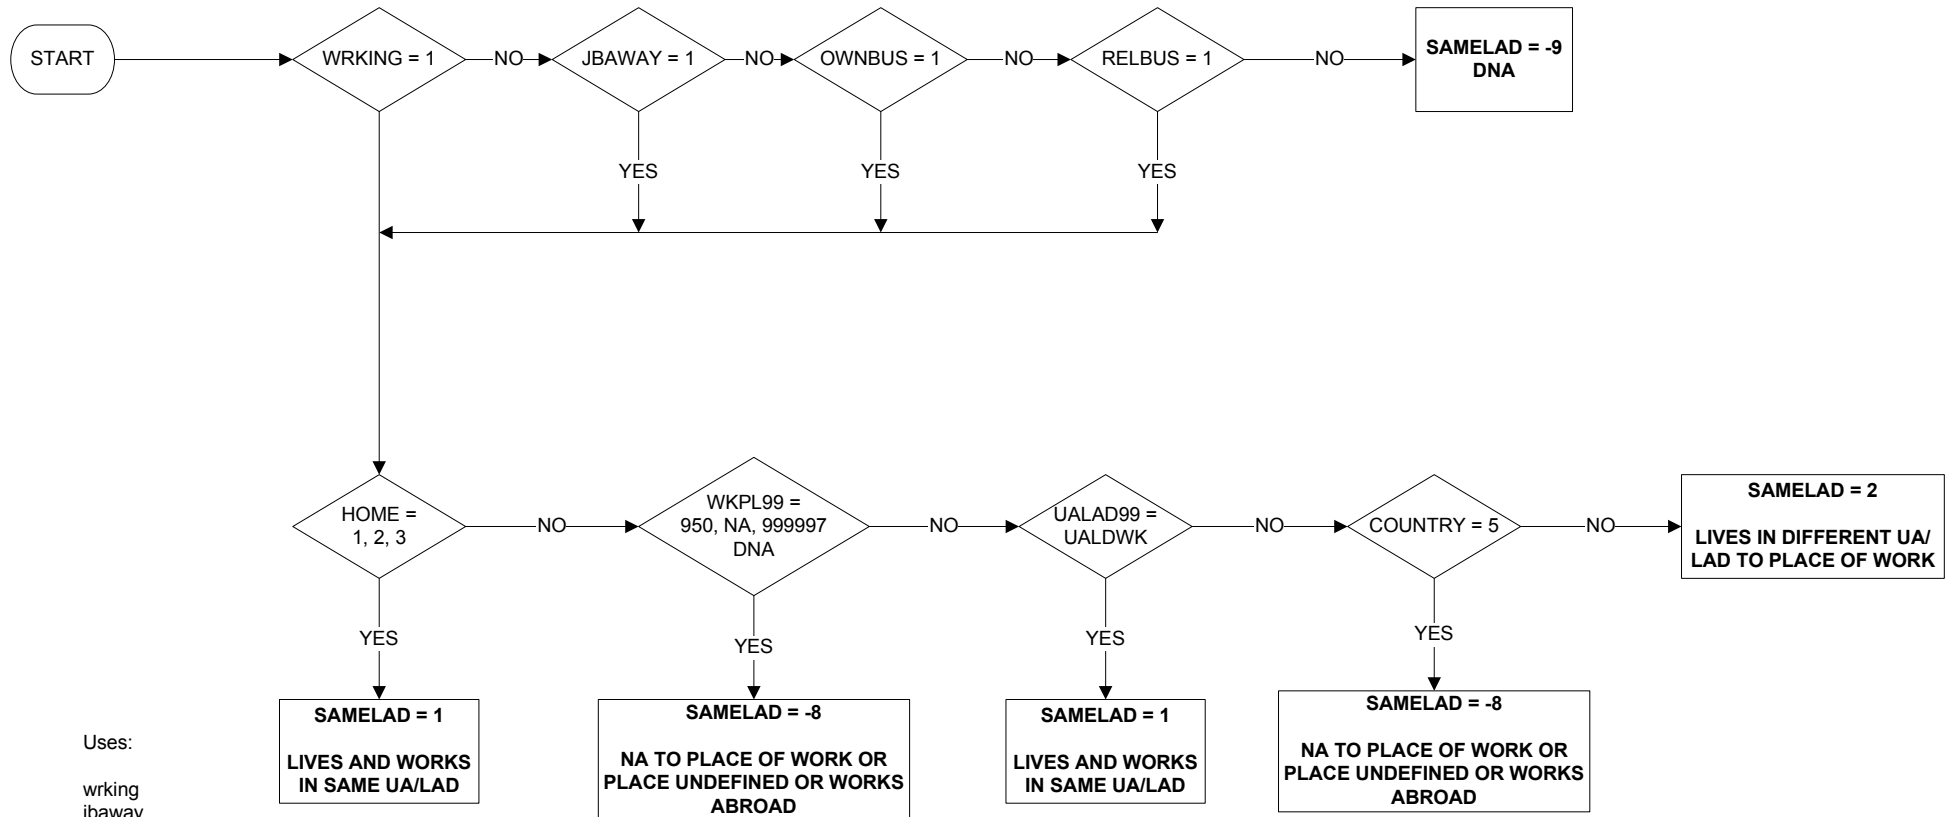 START
WRKING = 1
NO
JBAWAY = 1
NO
OWNBUS = 1
NO
RELBUS = 1
NO
SAMELAD = -9
DNA
YES
YES
YES
HOME =
1, 2, 3
NO
WKPL99 =
950, NA, 999997
DNA
NO
UALAD99 =
UALDWK
NO
COUNTRY = 5
NO
SAMELAD = 2
LIVES IN DIFFERENT UA/
LAD TO PLACE OF WORK
YES
YES
YES
YES
SAMELAD = 1
LIVES AND WORKS
IN SAME UA/LAD
SAMELAD = -8
NA TO PLACE OF WORK OR
PLACE UNDEFINED OR WORKS
ABROAD
SAMELAD = 1
LIVES AND WORKS
IN SAME UA/LAD
SAMELAD = -8
NA TO PLACE OF WORK OR
PLACE UNDEFINED OR WORKS
ABROAD
Uses:
wrking
jbaway